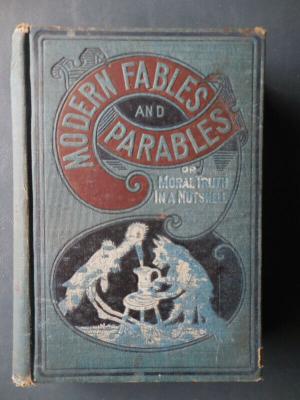 MODERN FABLES
AND
PARABLES
OR
MORAL TRUTH
IN A NUTSHELL